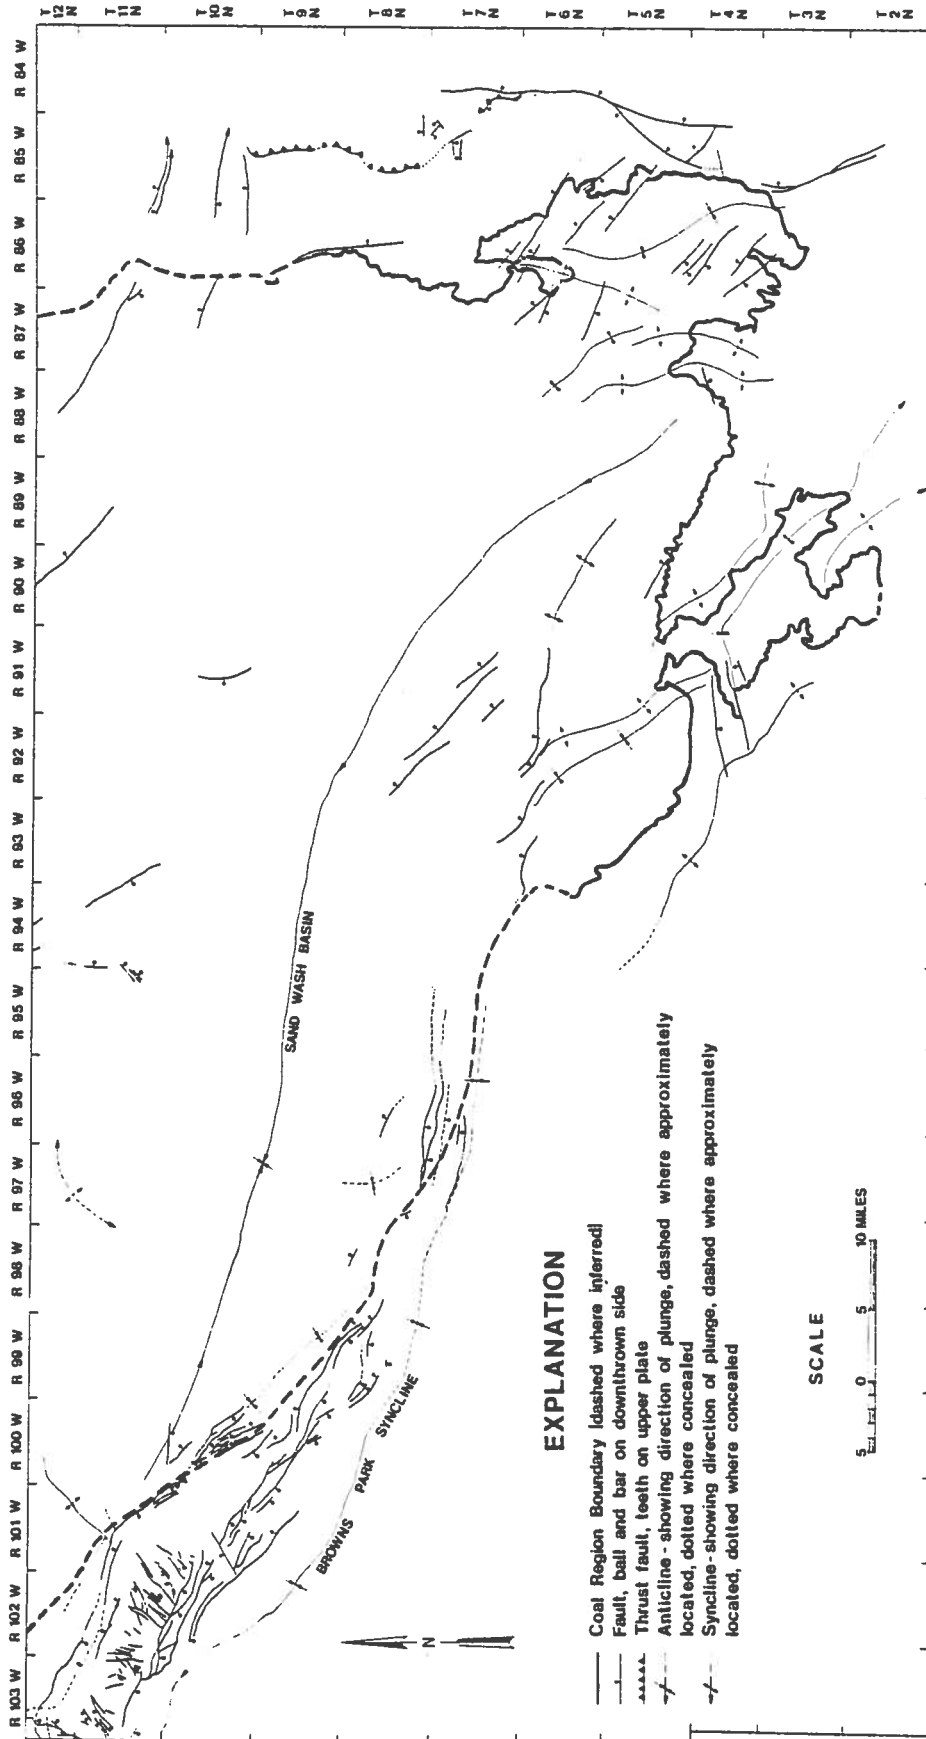 R 103 W
R 102 W
R 101 W
R 100 W
R 99 W
R 98 W
R 97 W
R 96 W
R 95 W
R 94 W
R 93 W
R 92 W
R 91 W
R 90 W
R 89 W
R 88 W
R 87 W
R 86 W
R 85 W
R 84 W
T 12 N
T 11 N
T 10 N
T 9 N
T 8 N
T 7 N
T 6 N
T 5 N
T 4 N
T 3 N
T 2 N
SAND WASH BASIN
BROWNS PARK SYNCLINE
N
EXPLANATION
Coal Region Boundary (dashed where inferred)
Fault, ball and bar on downthrown side
Thrust fault, teeth on upper plate
Anticline - showing direction of plunge, dashed where approximately
located, dotted where concealed
Syncline - showing direction of plunge, dashed where approximately
located, dotted where concealed
SCALE
5 0 5 10 MILES